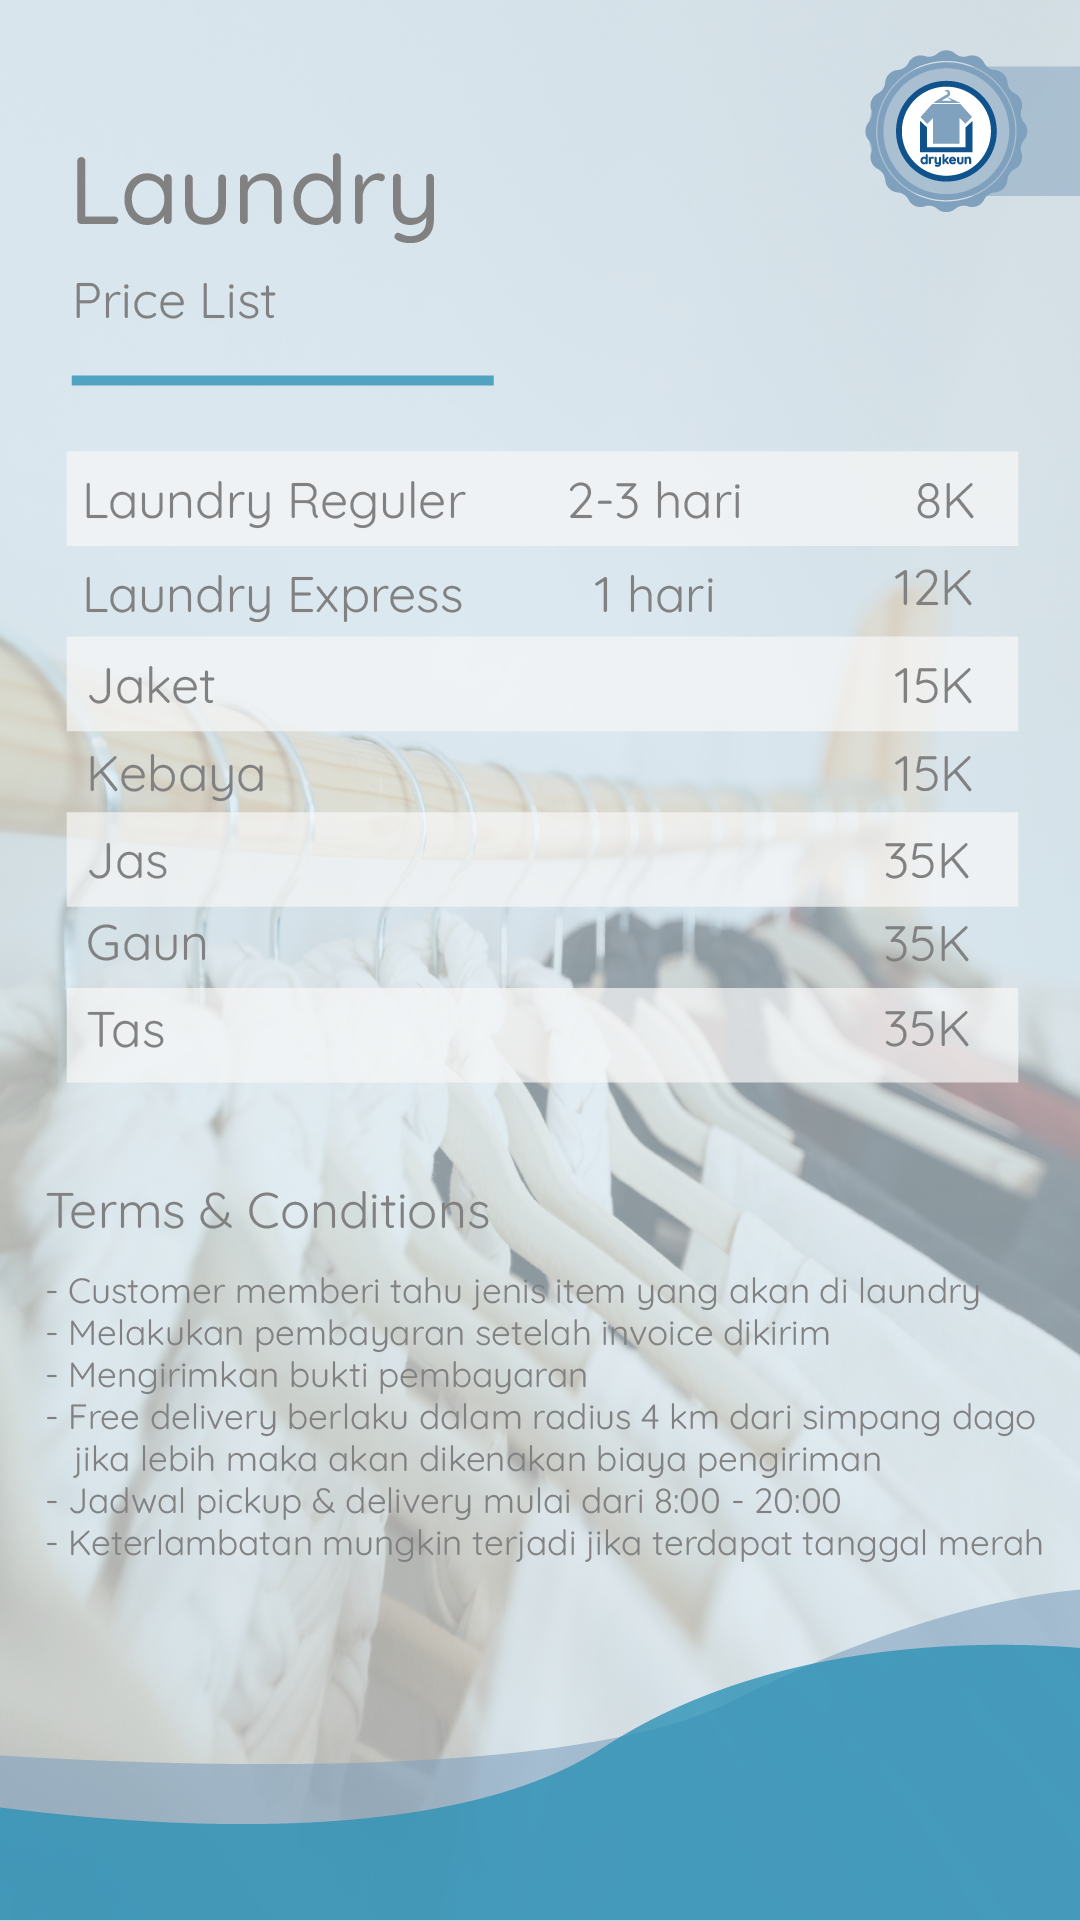 drykeun
Laundry
Price List
Laundry Reguler 2-3 hari 8K
Laundry Express 1 hari 12K
Jaket 15K
Kebaya 15K
Jas 35K
Gaun 35K
Tas 35K
Terms & Conditions
- Customer memberi tahu jenis item yang akan di laundry
- Melakukan pembayaran setelah invoice dikirim
- Mengirimkan bukti pembayaran
- Free delivery berlaku dalam radius 4 km dari simpang dago
jika lebih maka akan dikenakan biaya pengiriman
- Jadwal pickup & delivery mulai dari 8:00 - 20:00
- Keterlambatan mungkin terjadi jika terdapat tanggal merah